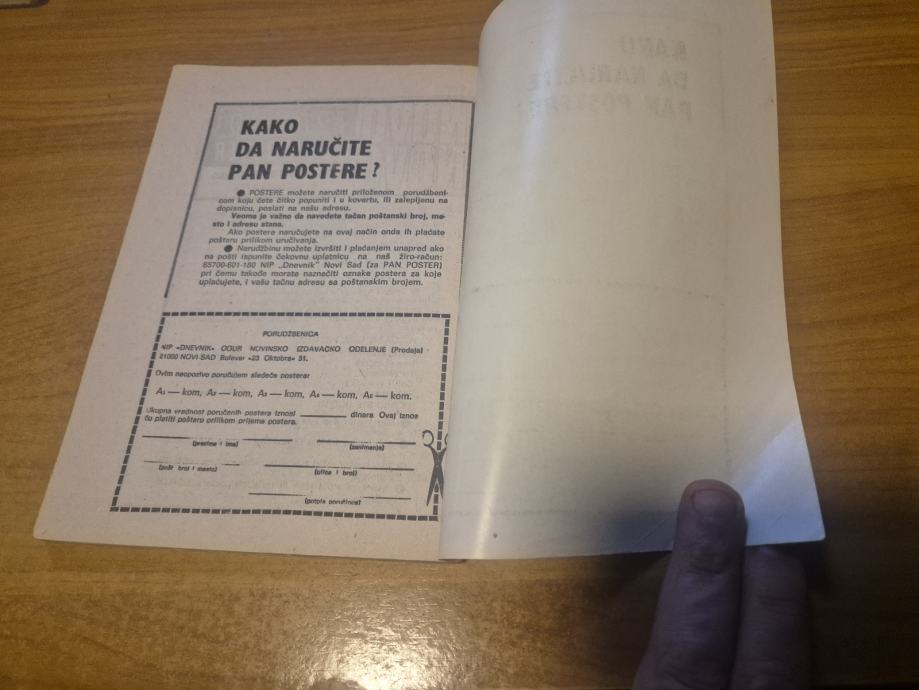 KAKO
DA NARUČITE
PAN POSTERE?
● POSTERE možete naručiti priloženom porudžbeni-
com koju ćete čitko popuniti i u kovertu, ili zalepljenu na
dopisnicu, poslati na našu adresu.
Veoma je važno da navedete tačan poštanski broj, me-
sto i adresu stana.
Ako postere naručujete na ovaj način onda ih plaćate
poštaru prilikom uručivanja.
● Narudžbinu možete izvršiti i plaćanjem unapred ako
na pošti ispunite čekovnu uplatnicu na naš žiro-račun:
65700-601-180 NIP „Dnevnik" Novi Sad (za PAN POSTER)
pri čemu takođe morate naznačiti oznake postera za koje
uplaćujete, i vašu tačnu adresu sa poštanskim brojem.
PORUDŽBENICA
NIP »DNEVNIK« OOUR NOVINSKO IZDAVAČKO ODELENJE (Prodaja)
21000 NOVI SAD Bulevar »23 Oktobra« 31.
Ovim neopozivo poručujem sledeće postere:
A1 — kom, A2 — kom, A3 — kom, A4 — kom, A5 — kom.
Ukupna vrednost poručenih postera iznosi ________ dinara. Ovaj iznos
ću platiti poštaru prilikom prijema postera.
(prezime i ime) (zanimanje)
(pošt broj i mesto) (ulica i broj)
(potpis poručioca)